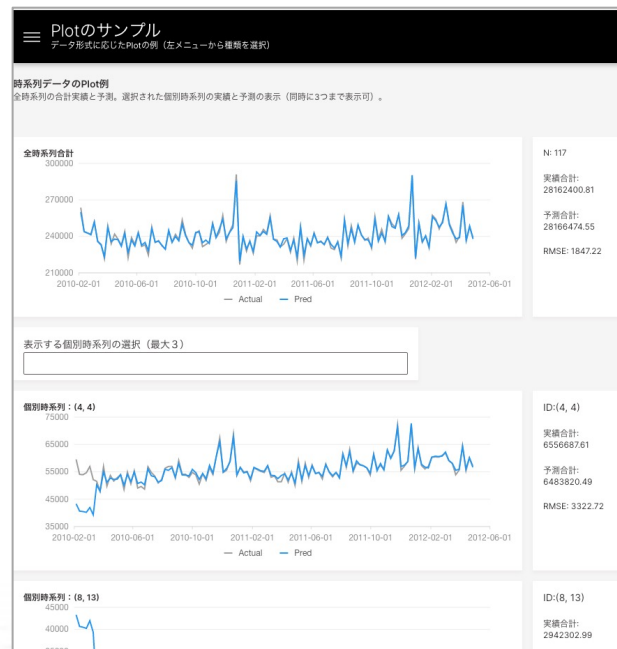 Plotのサンプル
データ形式に応じたPlotの例（左メニューから種類を選択）
時系列データのPlot例
全時系列の合計実績と予測。選択された個別時系列の実績と予測の表示（同時に3つまで表示可）。
全時系列合計
300000
270000
240000
210000
2010-02-01 2010-06-01 2010-10-01 2011-02-01 2011-06-01 2011-10-01 2012-02-01 2012-06-01
Actual Pred
N: 117
実績合計:
28162400.81
予測合計:
28166474.55
RMSE: 1847.22
表示する個別時系列の選択（最大３）
個別時系列：(4, 4)
75000
65000
55000
45000
35000
2010-02-01 2010-06-01 2010-10-01 2011-02-01 2011-06-01 2011-10-01 2012-02-01 2012-06-01
Actual Pred
ID:(4, 4)
実績合計:
6556687.61
予測合計:
6483820.49
RMSE: 3322.72
個別時系列：(8, 13)
45000
40000
ID:(8, 13)
実績合計:
2942302.99